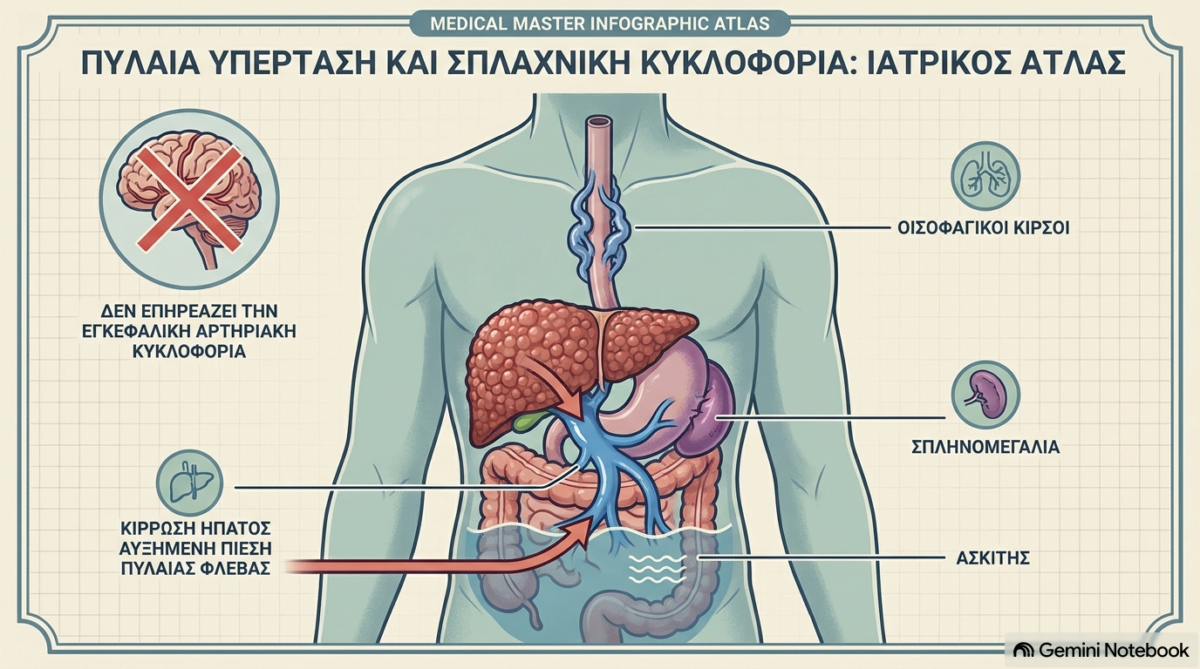 MEDICAL MASTER INFOGRAPHIC ATLAS
ΠΥΛΑΙΑ ΥΠΕΡΤΑΣΗ ΚΑΙ ΣΠΛΑΧΝΙΚΗ ΚΥΚΛΟΦΟΡΙΑ: ΙΑΤΡΙΚΟΣ ΑΤΛΑΣ
ΔΕΝ ΕΠΗΡΕΑΖΕΙ ΤΗΝ
ΕΓΚΕΦΑΛΙΚΗ ΑΡΤΗΡΙΑΚΗ
ΚΥΚΛΟΦΟΡΙΑ
ΟΙΣΟΦΑΓΙΚΟΙ ΚΙΡΣΟΙ
ΣΠΛΗΝΟΜΕΓΑΛΙΑ
ΚΙΡΡΩΣΗ ΗΠΑΤΟΣ
ΑΥΞΗΜΕΝΗ ΠΙΕΣΗ
ΠΥΛΑΙΑΣ ΦΛΕΒΑΣ
ΑΣΚΙΤΗΣ
Gemini Notebook